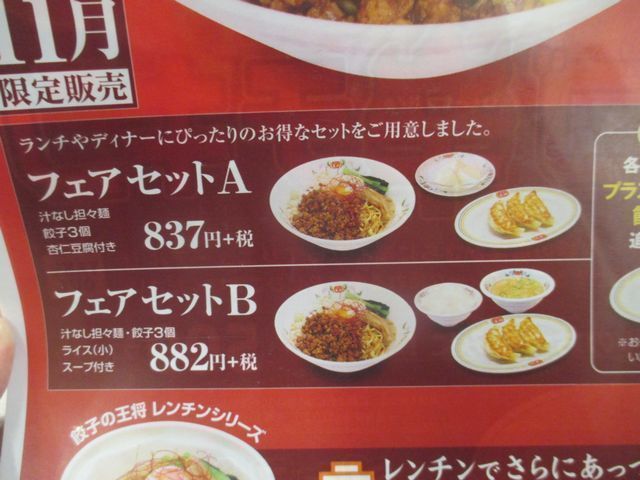 11月
限定販売
ランチやディナーにぴったりのお得なセットをご用意しました。
フェアセットA
汁なし担々麺
餃子3個
杏仁豆腐付き
837円+税
フェアセットB
汁なし担々麺・餃子3個
ライス(小)
スープ付き
882円+税
各
プラ
追
※お
い
餃子の王将 レンチンシリーズ
レンチンでさらにあっ